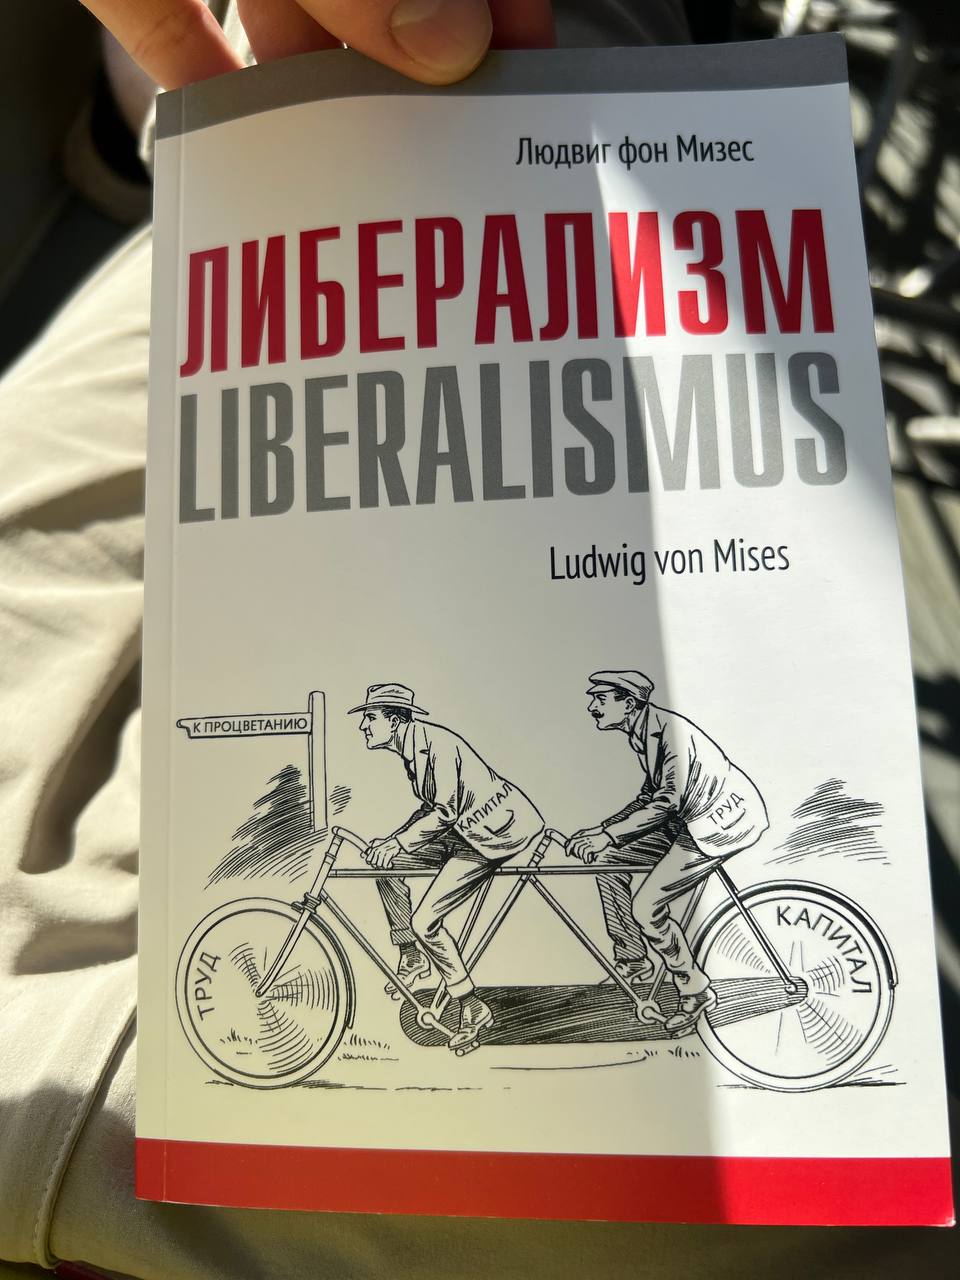 Людвиг фон Мизес
ЛИБЕРАЛИЗМ
LIBERALISMUS
Ludwig von Mises
К ПРОЦВЕТАНИЮ
КАПИТАЛ
ТРУД
ТРУД
КАПИТАЛ